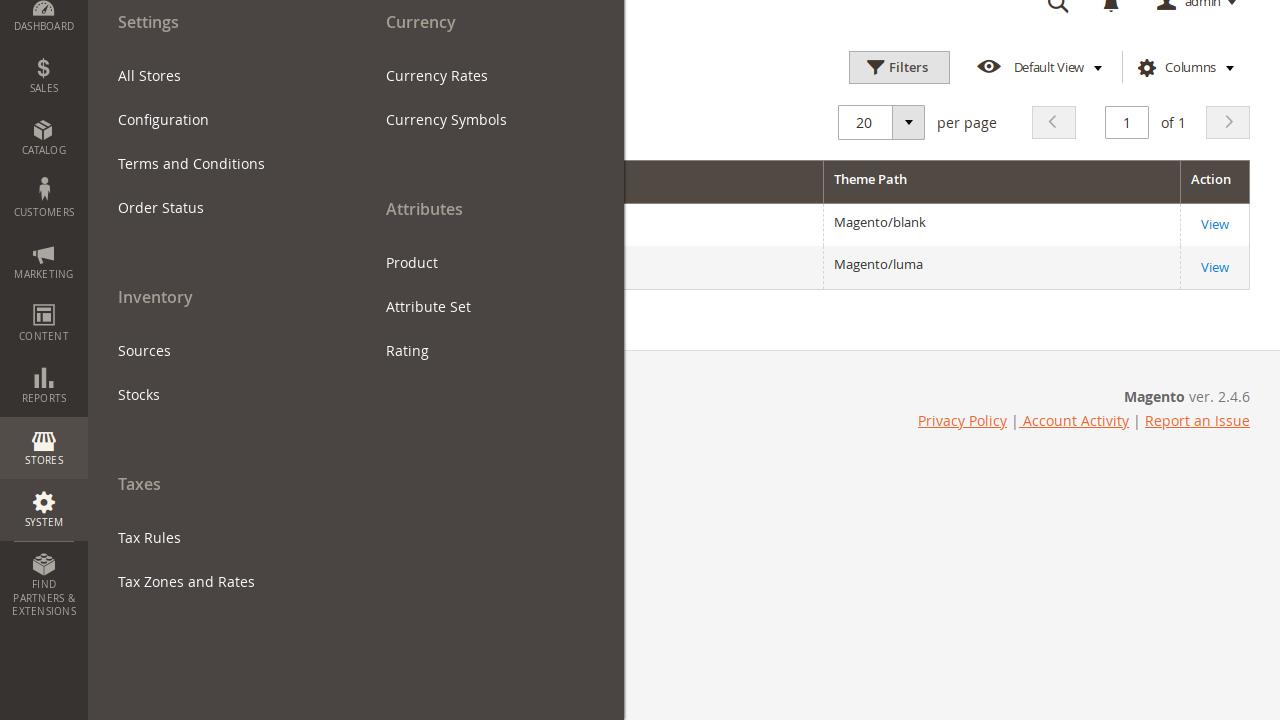 DASHBOARD
SALES
CATALOG
CUSTOMERS
MARKETING
CONTENT
REPORTS
STORES
SYSTEM
FIND
PARTNERS &
EXTENSIONS
Settings
All Stores
Configuration
Terms and Conditions
Order Status
Inventory
Sources
Stocks
Taxes
Tax Rules
Tax Zones and Rates
Currency
Currency Rates
Currency Symbols
Attributes
Product
Attribute Set
Rating
admin
Filters
Default View
Columns
20 per page 1 of 1
Theme Path Action
Magento/blank View
Magento/luma View
Magento ver. 2.4.6
Privacy Policy | Account Activity | Report an Issue